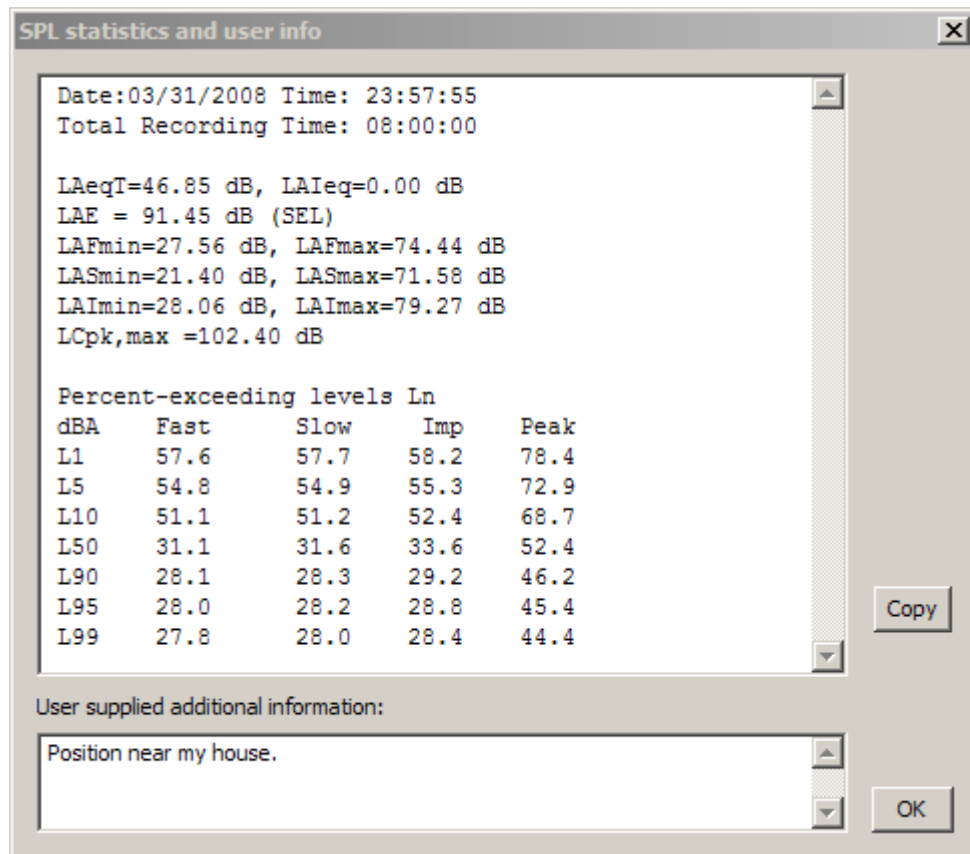 SPL statistics and user info
Date:03/31/2008 Time: 23:57:55
Total Recording Time: 08:00:00
LAeqT=46.85 dB, LAIeq=0.00 dB
LAE = 91.45 dB (SEL)
LAFmin=27.56 dB, LAFmax=74.44 dB
LASmin=21.40 dB, LASmax=71.58 dB
LAImin=28.06 dB, LAImax=79.27 dB
LCpk,max =102.40 dB
Percent-exceeding levels Ln
dBA Fast Slow Imp Peak
L1 57.6 57.7 58.2 78.4
L5 54.8 54.9 55.3 72.9
L10 51.1 51.2 52.4 68.7
L50 31.1 31.6 33.6 52.4
L90 28.1 28.3 29.2 46.2
L95 28.0 28.2 28.8 45.4
L99 27.8 28.0 28.4 44.4
Copy
User supplied additional information:
Position near my house.
OK